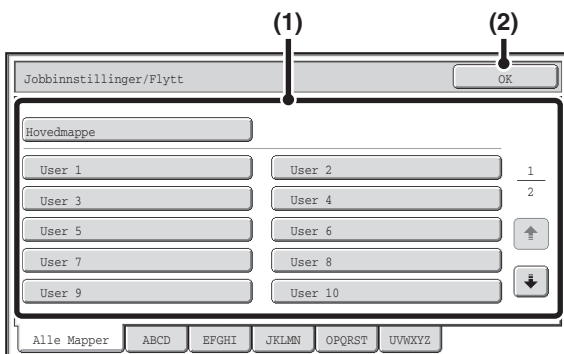 (1) (2)
Jobbinnstillinger/Flytt OK
Hovedmappe
User 1 User 2 1
User 3 User 4 2
User 5 User 6
User 7 User 8
User 9 User 10
Alle Mapper ABCD EFGHI JKLMN OPQRST UVWXYZ